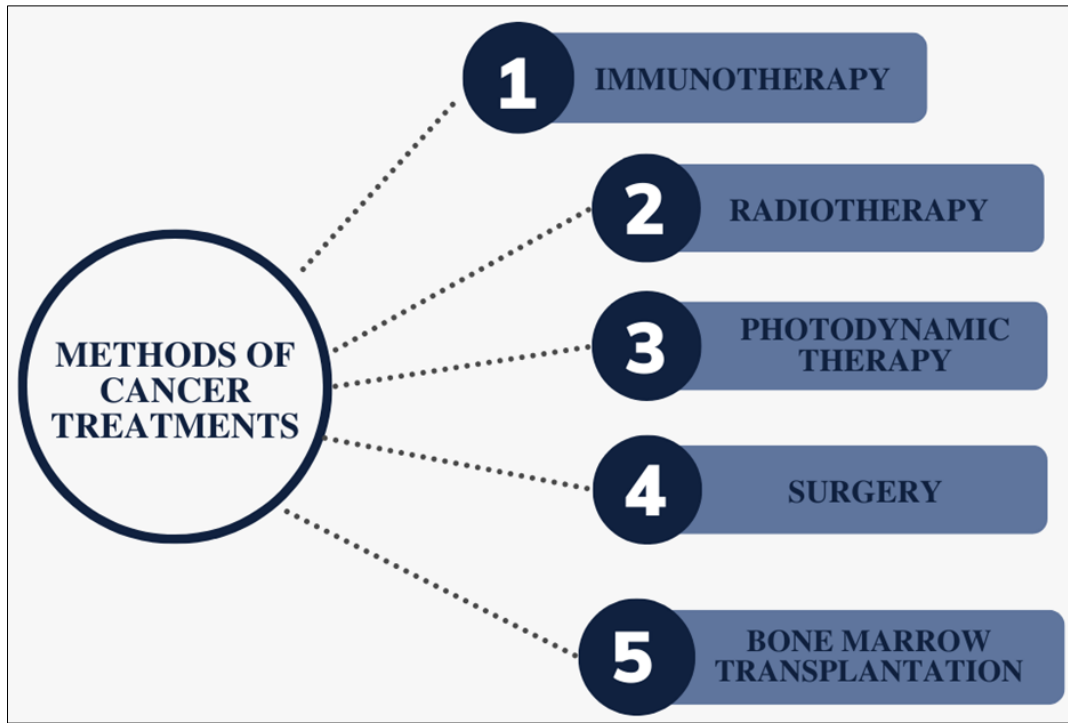 METHODS OF
CANCER
TREATMENTS
1
IMMUNOTHERAPY
2
RADIOTHERAPY
3
PHOTODYNAMIC
THERAPY
4
SURGERY
5
BONE MARROW
TRANSPLANTATION